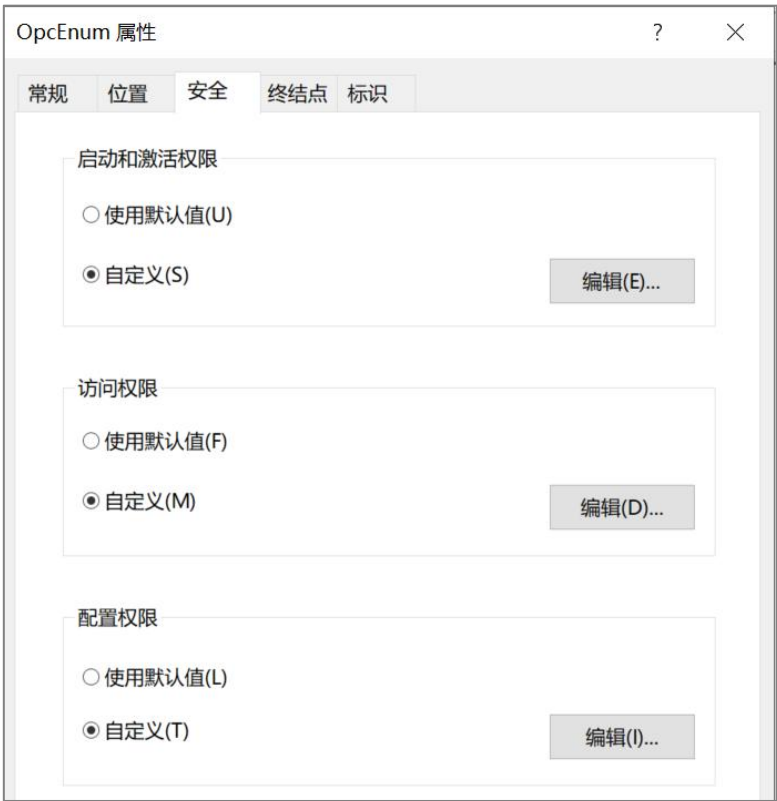 OpcEnum 属性
常规 位置 安全 终结点 标识
启动和激活权限
使用默认值(U)
自定义(S) 编辑(E)...
访问权限
使用默认值(F)
自定义(M) 编辑(D)...
配置权限
使用默认值(L)
自定义(T) 编辑(I)...